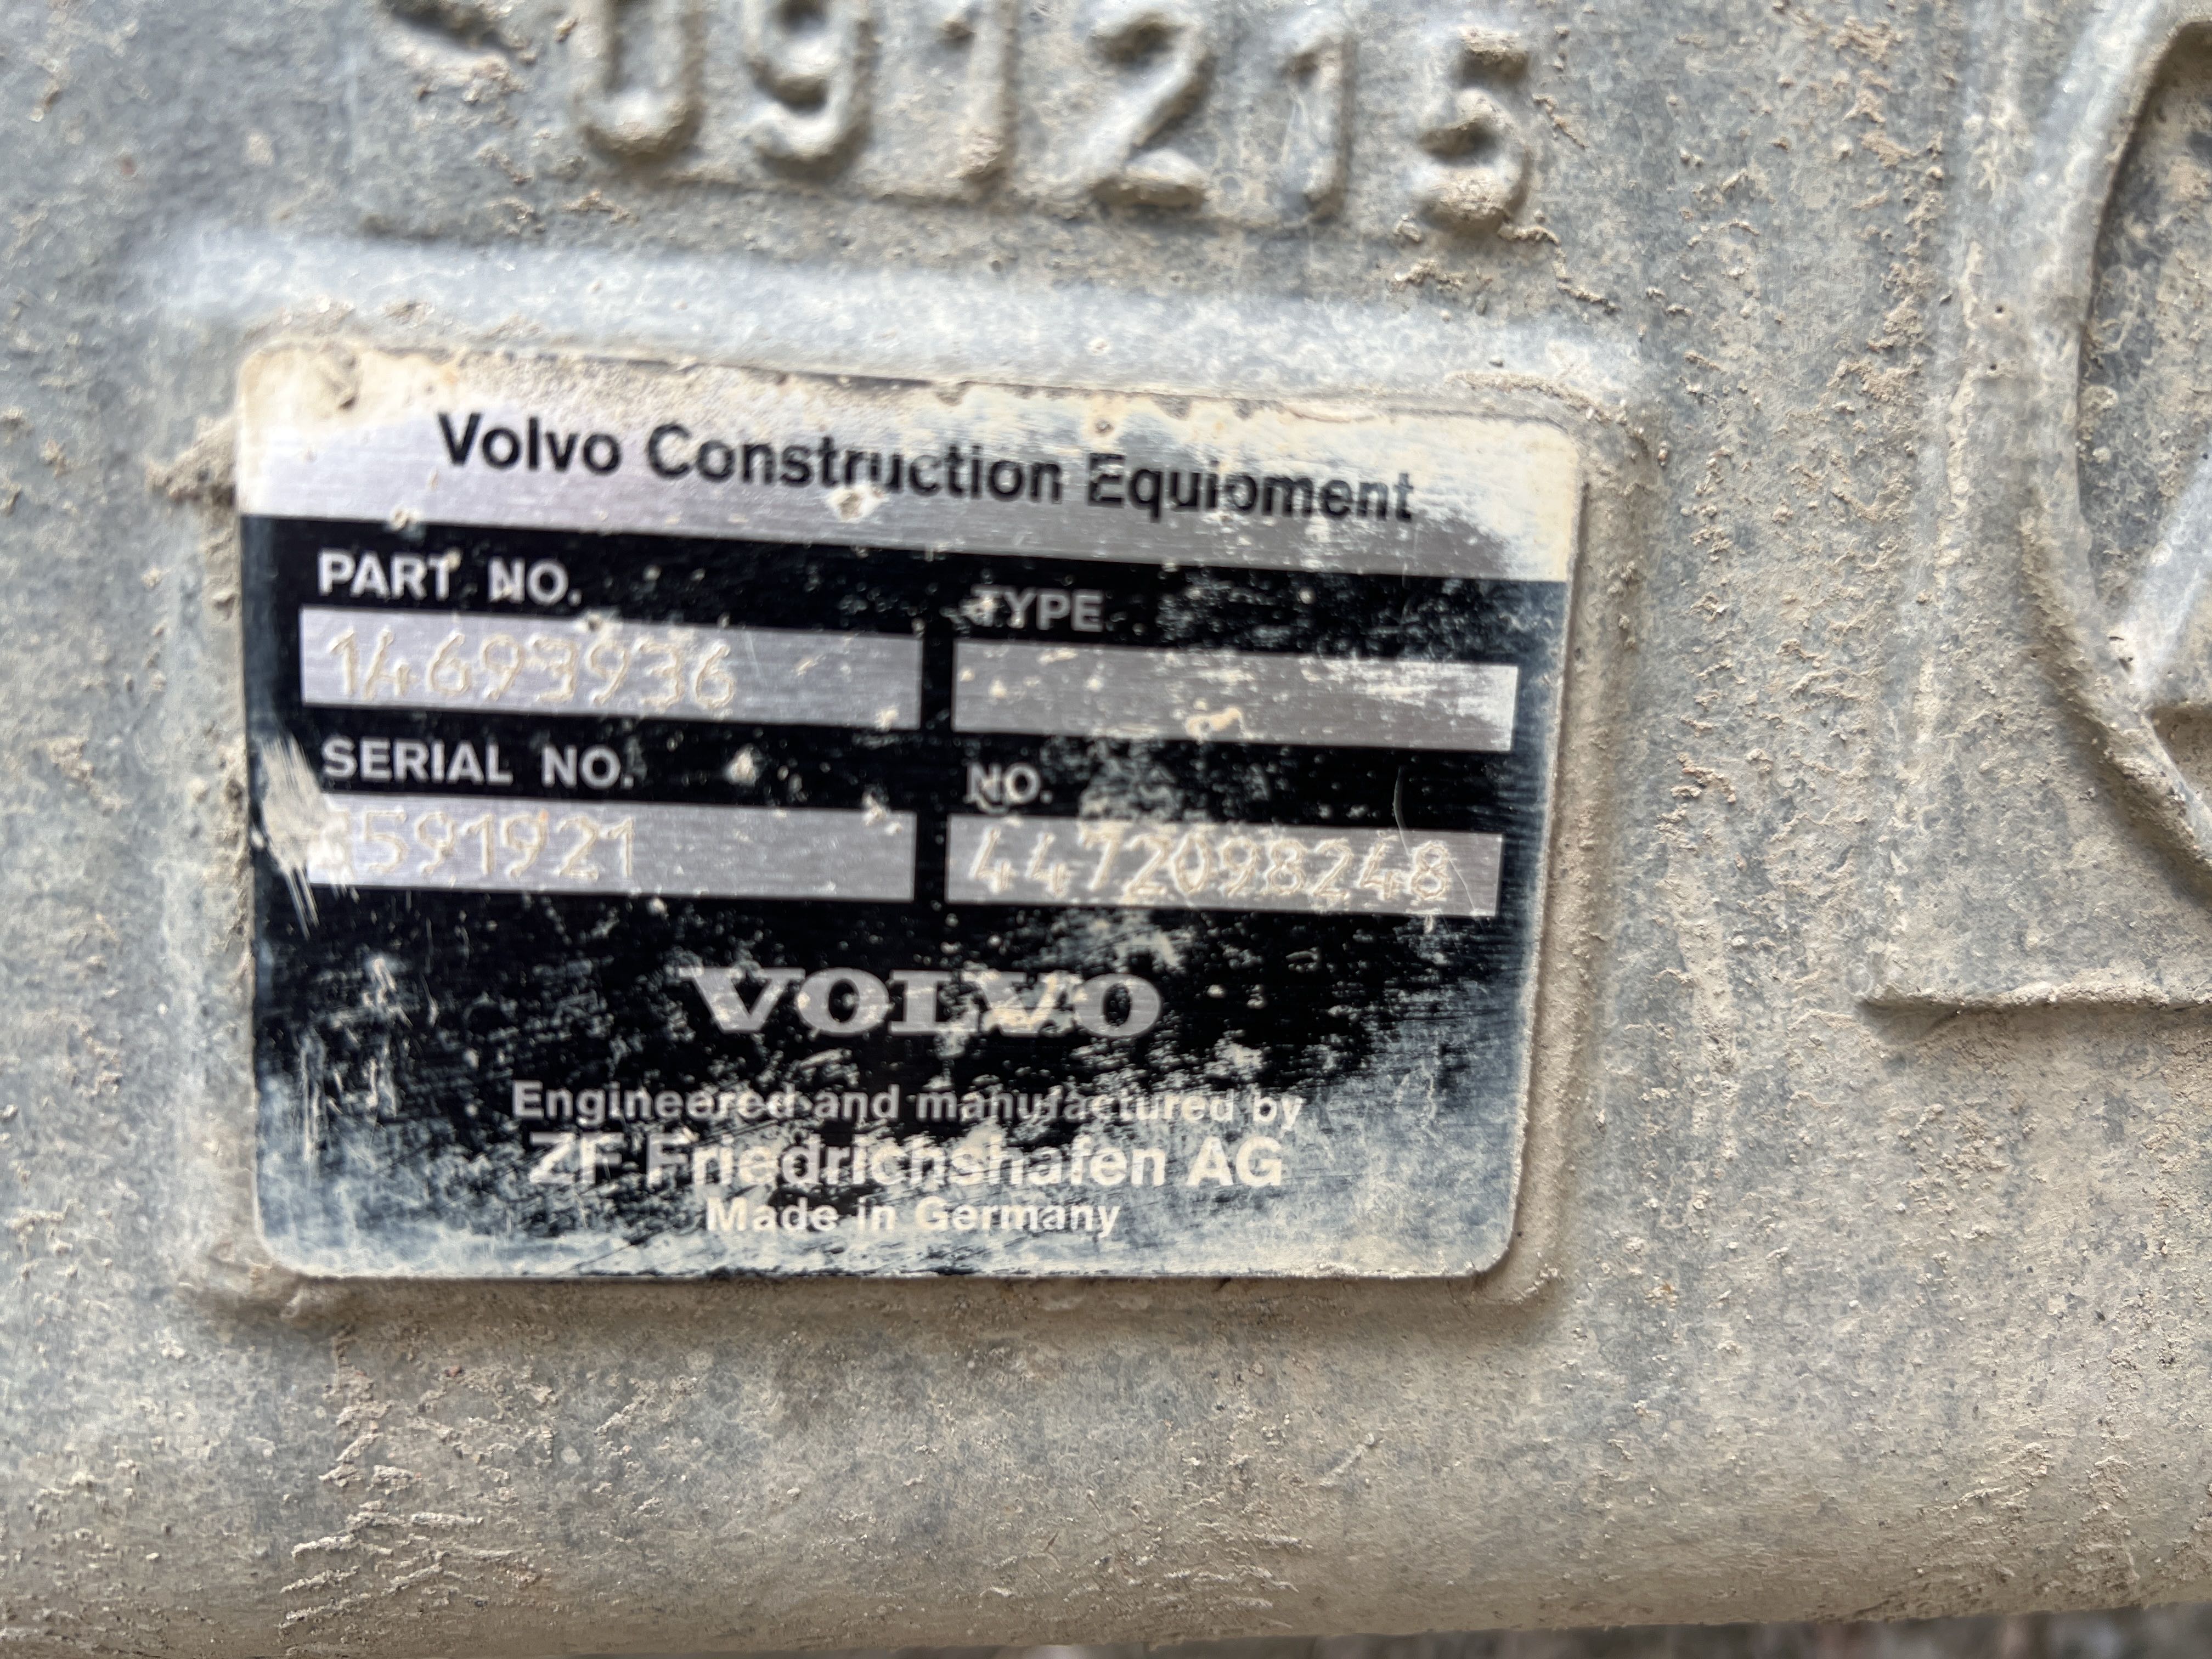 091215
Volvo Construction Equipment
PART NO.
TYPE
14693936
SERIAL NO.
NO.
591921
4472098248
VOLVO
Engineered and manufactured by
ZF Friedrichshafen AG
Made in Germany